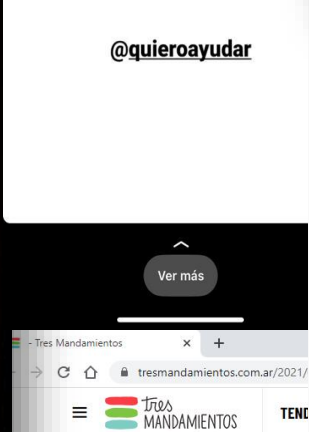 @quieroayudar
Ver más
- Tres Mandamientos
tresmandamientos.com.ar/2021/
tres
MANDAMIENTOS